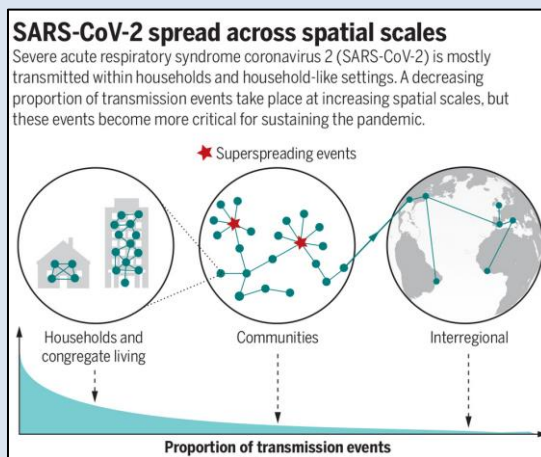 SARS-CoV-2 spread across spatial scales
Severe acute respiratory syndrome coronavirus 2 (SARS-CoV-2) is mostly
transmitted within households and household-like settings. A decreasing
proportion of transmission events take place at increasing spatial scales, but
these events become more critical for sustaining the pandemic.
Superspreading events
Households and
congregate living
Communities
Interregional
Proportion of transmission events